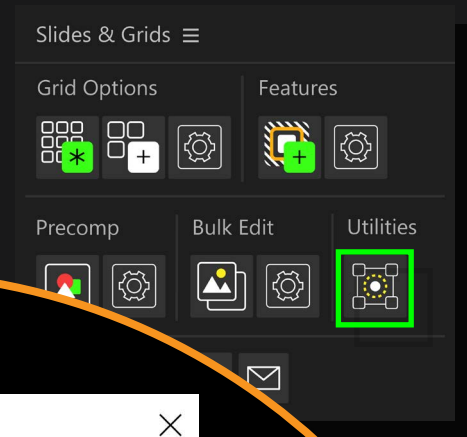 Slides & Grids
Grid Options
Features
Precomp
Bulk Edit
Utilities